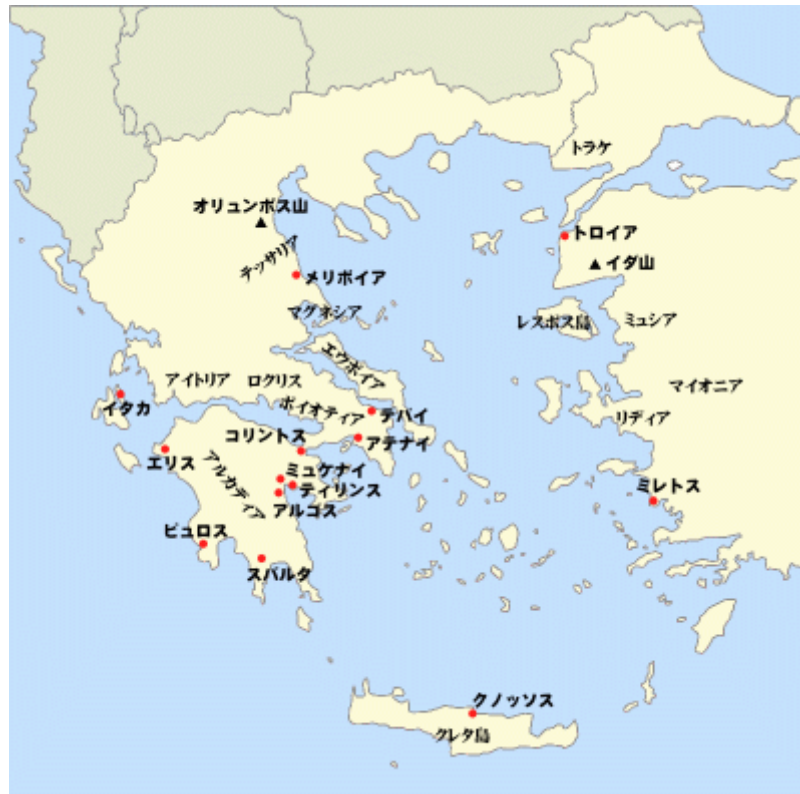 トラケ
オリュンポス山
トロイア
テッサリア
イダ山
メリボイア
マグネシア
レスボス島
ミュシア
エウボイア
アイトリア
ログリス
マイオニア
イタカ
ボイオティア
テバイ
リディア
コリントス
アテナイ
エリス
アルカディア
ミュケナイ
ティリンス
ミレトス
アルゴス
ピュロス
スパルタ
クノッソス
クレタ島